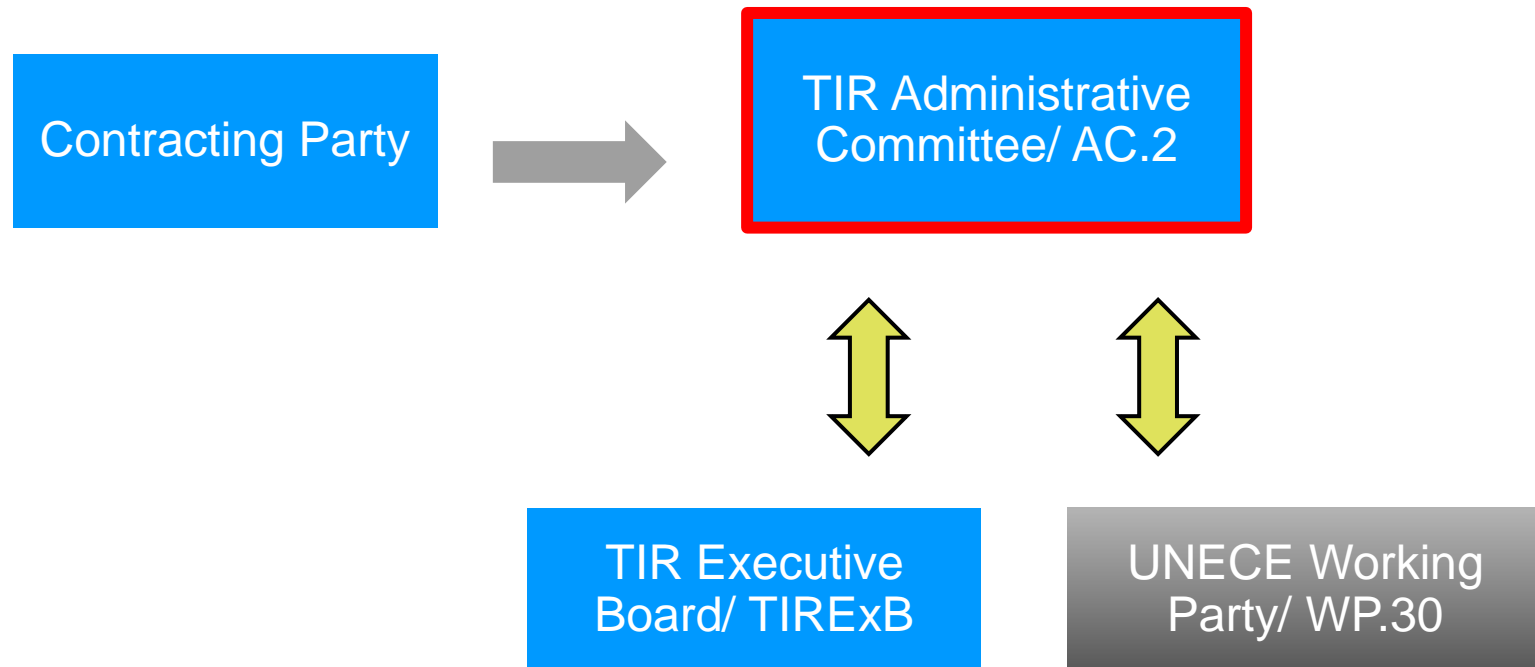 Contracting Party
TIR Administrative
Committee/ AC.2
TIR Executive
Board/ TIRExB
UNECE Working
Party/ WP.30